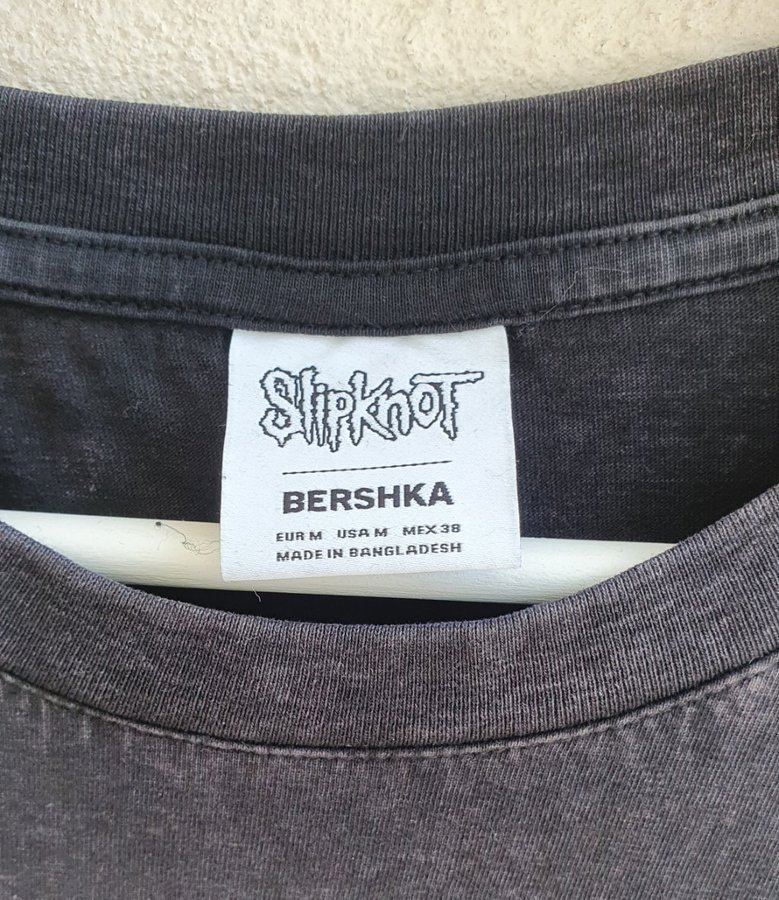 SlipKnoT
BERSHKA
EUR M USA M MEX 38
MADE IN BANGLADESH